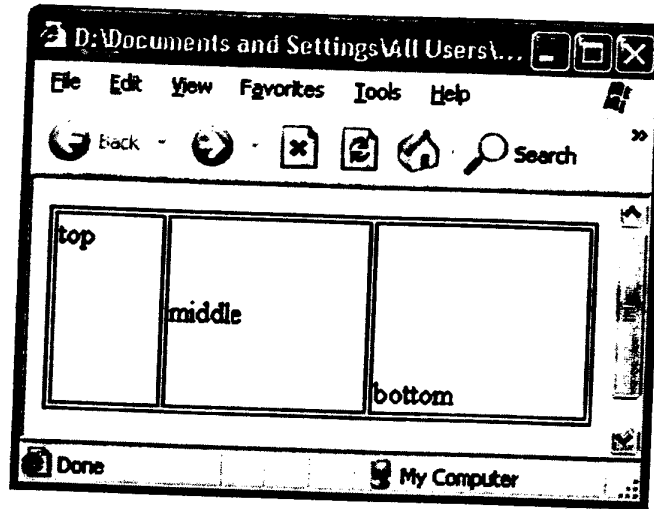 D:\Documents and Settings\All Users\...
File Edit View Favorites Tools Help
Back Search
top
middle
bottom
Done My Computer